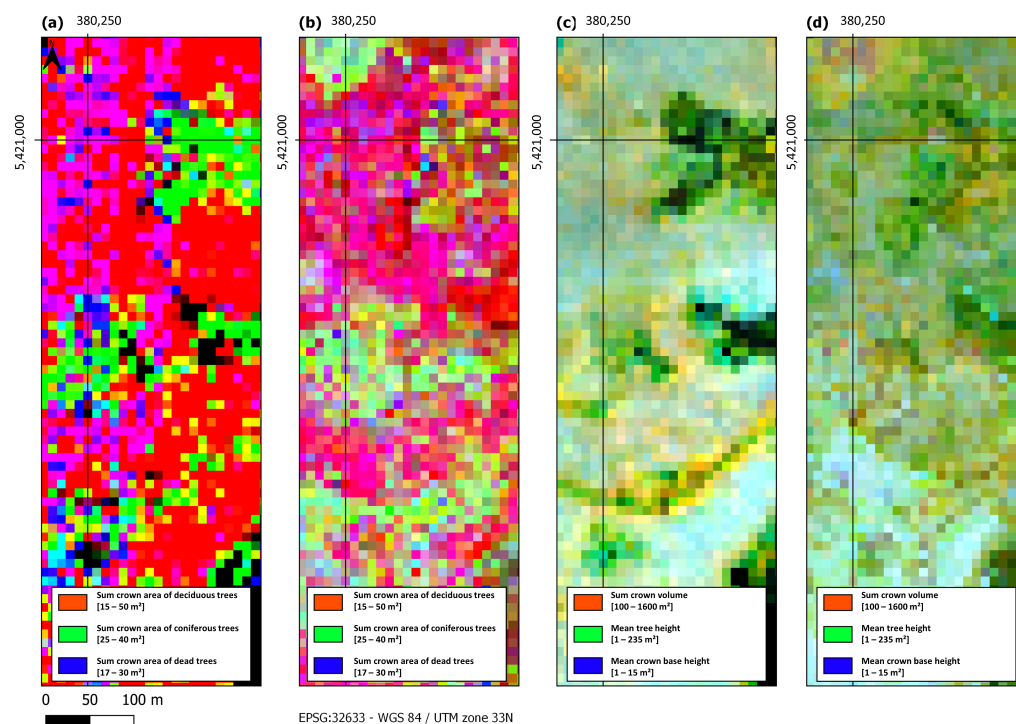 (a) 380,250
(b) 380,250
(c) 380,250
(d) 380,250
5,421,000
5,421,000
5,421,000
5,421,000
Sum crown area of deciduous trees
[15 – 50 m²]
Sum crown area of coniferous trees
[25 – 40 m²]
Sum crown area of dead trees
[17 – 30 m²]
Sum crown area of deciduous trees
[15 – 50 m²]
Sum crown area of coniferous trees
[25 – 40 m²]
Sum crown area of dead trees
[17 – 30 m²]
Sum crown volume
[100 – 1600 m²]
Mean tree height
[1 – 235 m²]
Mean crown base height
[1 – 15 m²]
Sum crown volume
[100 – 1600 m²]
Mean tree height
[1 – 235 m²]
Mean crown base height
[1 – 15 m²]
0 50 100 m
EPSG:32633 - WGS 84 / UTM zone 33N